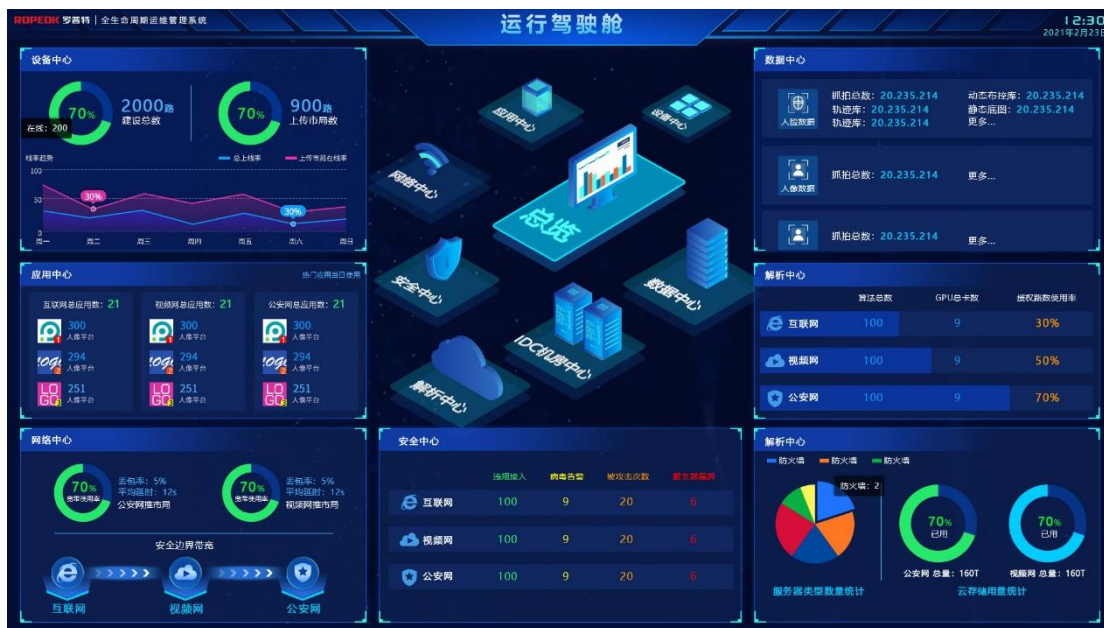 ROPEOK 罗普特 | 全生命周期运维管理系统
运行驾驶舱
12:30
2021年2月23日
设备中心
70%
2000路
建设总数
在线: 200
70%
900路
上传市局数
线率趋势
总上线率
上传市局在线率
100
50
0
30%
30%
周一 周二 周三 周四 周五 周六 周日
应用中心
热门应用当日使用
互联网总应用数: 21
300
人像平台
294
人像平台
251
人像平台
视频网总应用数: 21
300
人像平台
294
人像平台
251
人像平台
公安网总应用数: 21
300
人像平台
294
人像平台
251
人像平台
网络中心
70%
宽带使用率
丢包率: 5%
平均延时: 12s
公安网推市局
70%
宽带使用率
丢包率: 5%
平均延时: 12s
视频网推市局
安全边界带宽
互联网
视频网
公安网
应用中心
设备中心
网络中心
总览
安全中心
数据中心
IDC机房中心
解析中心
安全中心
违规接入 病毒告警 被攻击次数
互联网 100 9 20 6
视频网 100 9 20 6
公安网 100 9 20 6
数据中心
人脸数据
抓拍总数: 20.235.214
轨迹库: 20.235.214
轨迹库: 20.235.214
动态布控库: 20.235.214
静态底图: 20.235.214
更多...
人像数据
抓拍总数: 20.235.214
更多...
抓拍总数: 20.235.214
更多...
解析中心
算法总数 GPU总卡数 授权路数使用率
互联网 100 9 30%
视频网 100 9 50%
公安网 100 9 70%
解析中心
防火墙 防火墙 防火墙
防火墙: 2
服务器类型数量统计
70%
已用
公安网 总量: 160T
70%
已用
视频网 总量: 160T
云存储用量统计